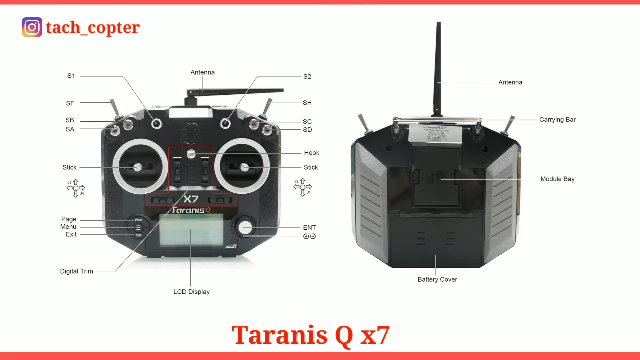 tach_copter
S1
Antenna
S2
SF
SH
SB
SC
SA
SD
Hook
Stick
Stick
Page
Menu
Exit
ENT
Digital Trim
LCD Display
X7
Taranis Q
Antenna
Carrying Bar
Module Bay
Battery Cover
Taranis Q x7